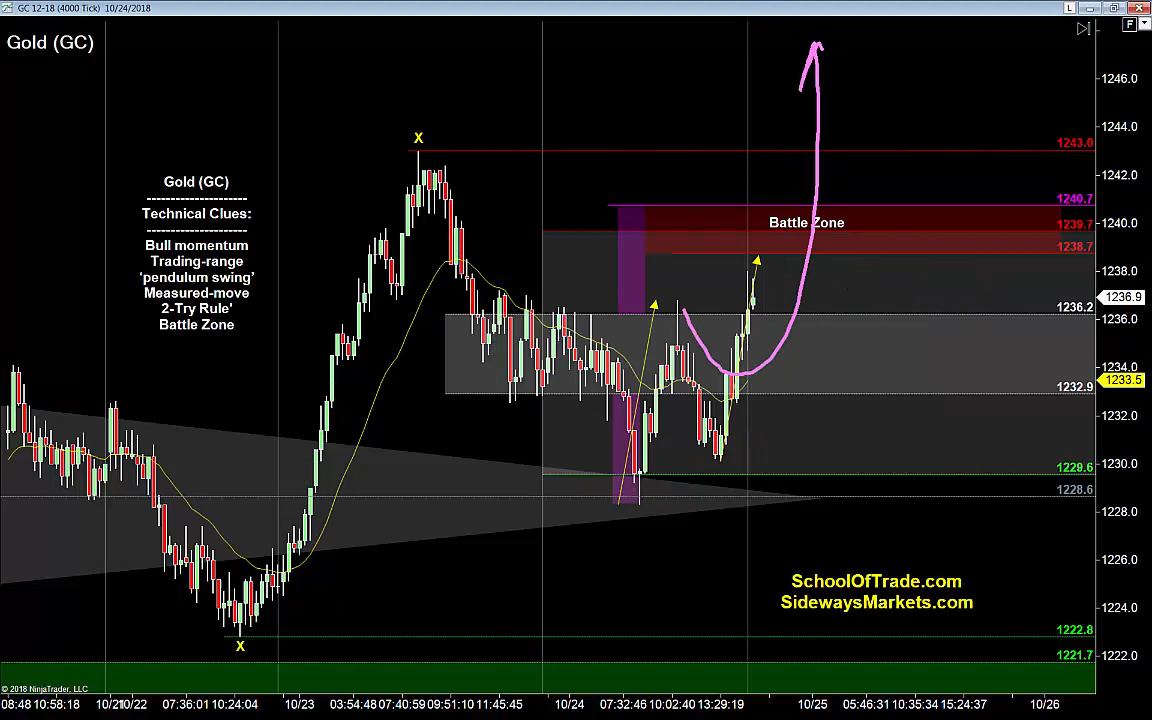 GC 12-18 (4000 Tick) 10/24/2018
L
F
Gold (GC)
X
Gold (GC)
---------------------
Technical Clues:
---------------------
Bull momentum
Trading-range
'pendulum swing'
Measured-move
2-Try Rule'
Battle Zone
Battle Zone
X
1243.0
1240.7
1239.7
1238.7
1236.2
1232.9
1229.6
1228.6
1222.8
1221.7
1246.0
1244.0
1242.0
1240.0
1238.0
1236.9
1236.0
1234.0
1233.5
1232.0
1230.0
1228.0
1226.0
1224.0
1222.0
SchoolOfTrade.com
SidewaysMarkets.com
© 2018 NinjaTrader, LLC
08:48 10:58:18 10/21 10/22 07:36:01 10:24:04 10/23 03:54:48 07:40:59 09:51:10 11:45:45 10/24 07:32:46 10:02:40 13:29:19 10/25 05:46:31 10:35:34 15:24:37 10/26